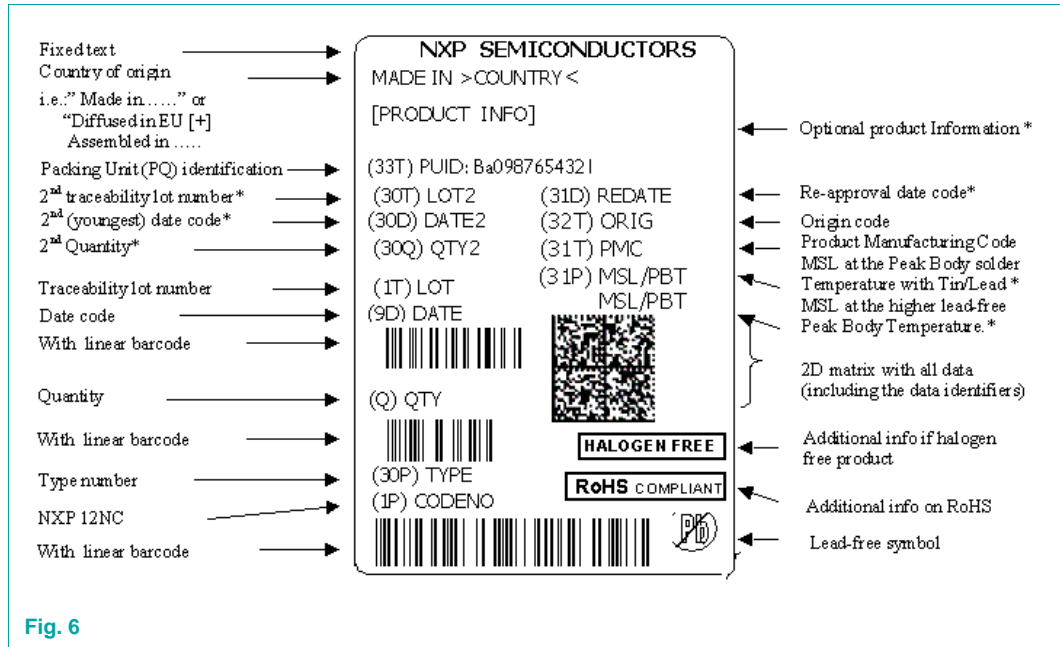 Fixed text
Country of origin
i.e.:" Made in ......" or
"Diffused in EU [+]
Assembled in .....
Packing Unit (PQ) identification
2nd traceability lot number*
2nd (youngest) date code*
2nd Quantity*
Traceability lot number
Date code
With linear barcode
Quantity
With linear barcode
Type number
NXP 12NC
With linear barcode
NXP SEMICONDUCTORS
MADE IN >COUNTRY<
[PRODUCT INFO]
(33T) PUID: Ba0987654321
(30T) LOT2 (31D) REDATE
(30D) DATE2 (32T) ORIG
(30Q) QTY2 (31T) PMC
(31P) MSL/PBT
(1T) LOT MSL/PBT
(9D) DATE
(Q) QTY
HALOGEN FREE
(30P) TYPE
RoHS COMPLIANT
(1P) CODENO
Pb
Optional product Information *
Re-approval date code*
Origin code
Product Manufacturing Code
MSL at the Peak Body solder
Temperature with Tin/Lead *
MSL at the higher lead-free
Peak Body Temperature.*
2D matrix with all data
(including the data identifiers)
Additional info if halogen
free product
Additional info on RoHS
Lead-free symbol
Fig. 6